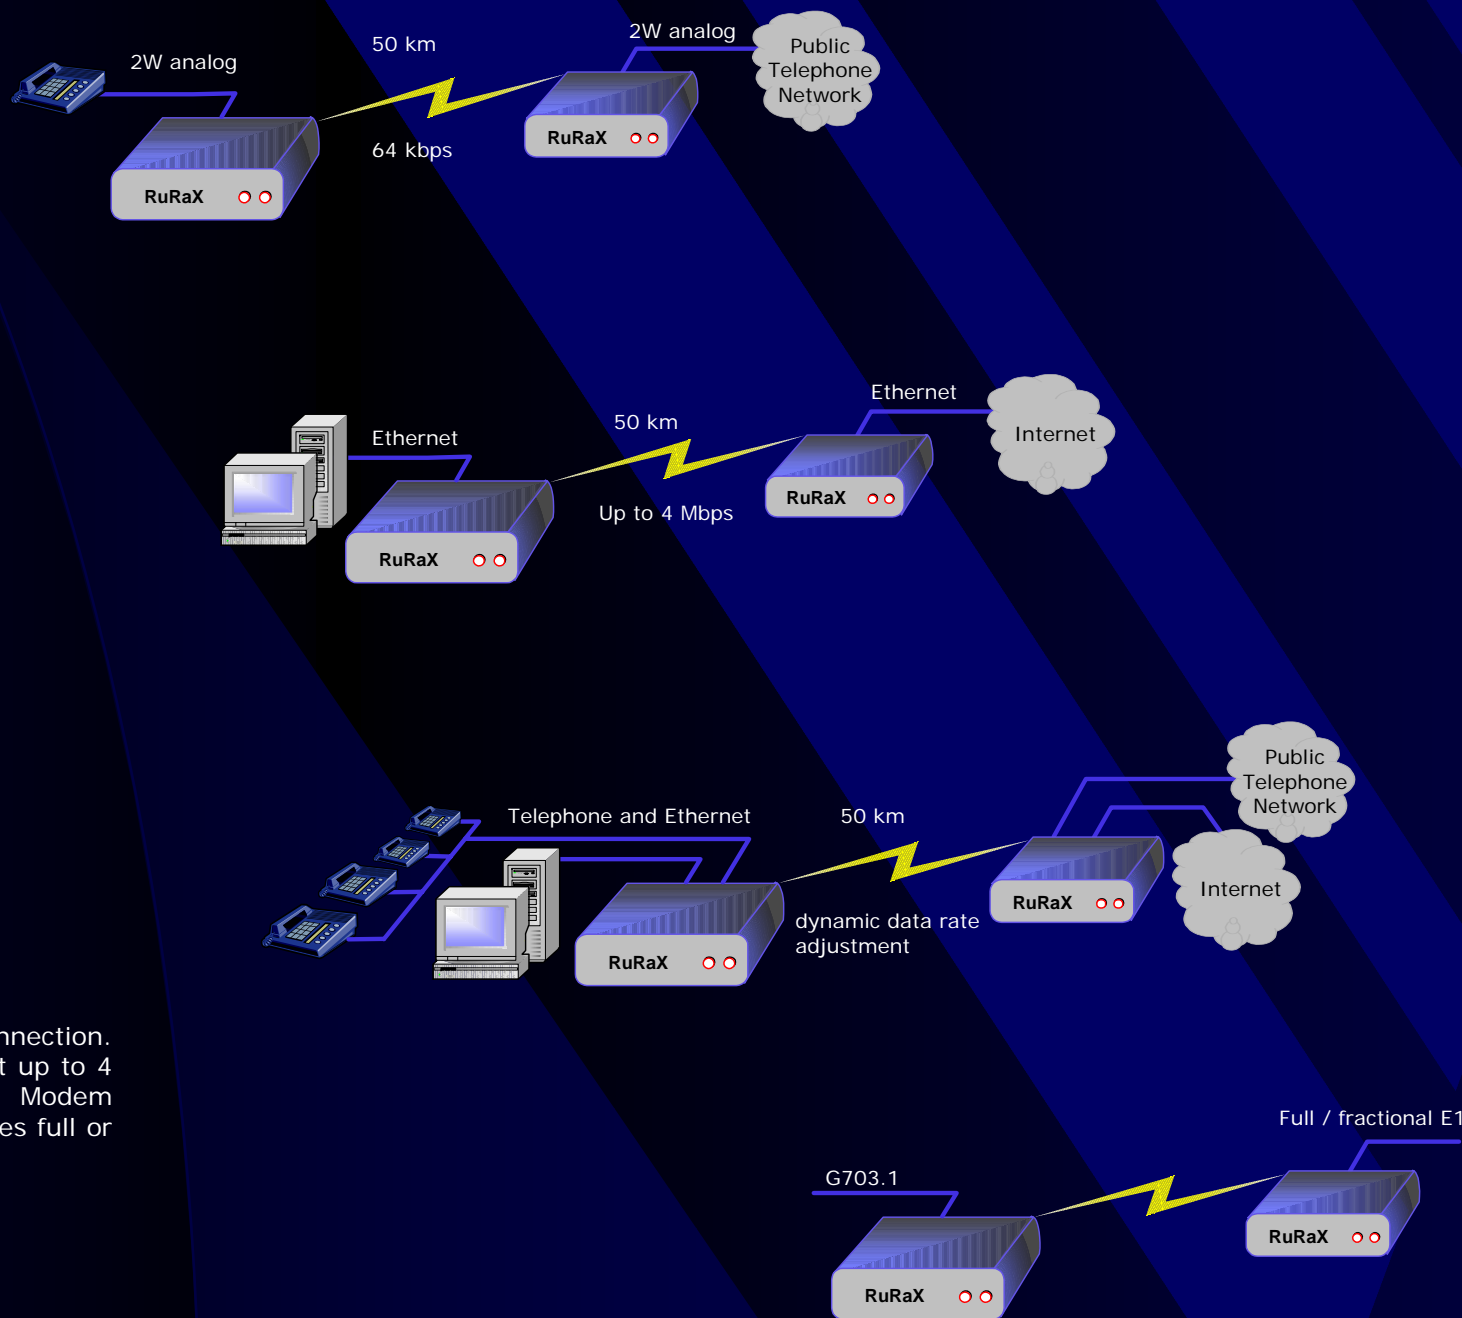 2W analog
50 km
64 kbps
2W analog
Public
Telephone
Network
RuRaX
RuRaX
Ethernet
50 km
Up to 4 Mbps
Ethernet
Internet
RuRaX
RuRaX
Telephone and Ethernet
50 km
dynamic data rate
adjustment
Public
Telephone
Network
Internet
RuRaX
RuRaX
t up to 4
Modem
es full or
Full / fractional E1
G703.1
RuRaX
RuRaX